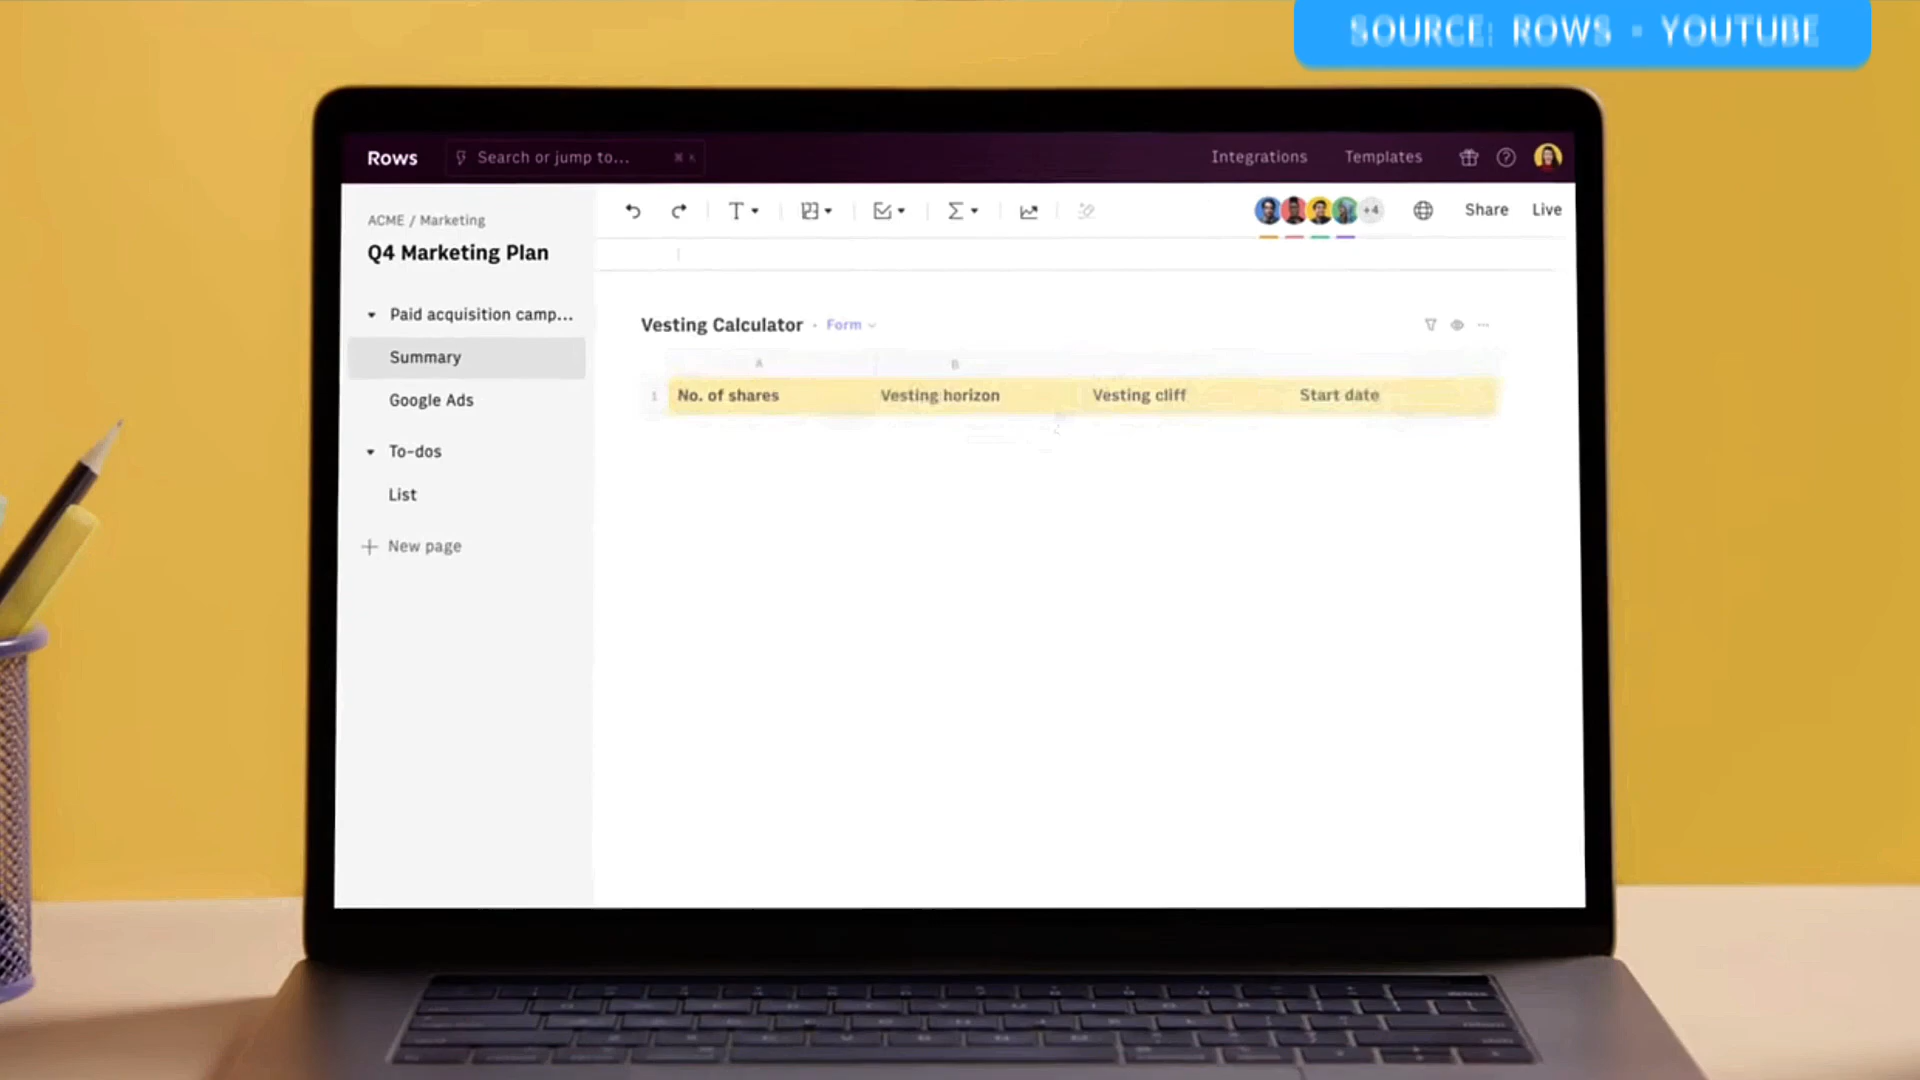 SOURCE: ROWS • YOUTUBE
Rows
Search or jump to...
Integrations
Templates
ACME / Marketing
Q4 Marketing Plan
+4
Share
Live
Paid acquisition camp...
Summary
Google Ads
To-dos
List
New page
Vesting Calculator • Form
A B
1 No. of shares Vesting horizon Vesting cliff Start date